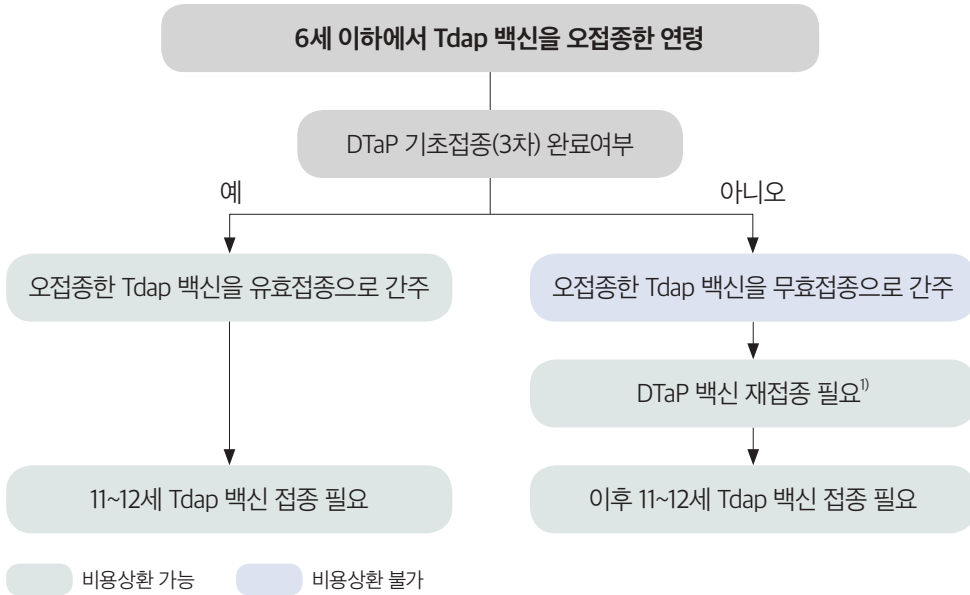 6세 이하에서 Tdap 백신을 오접종한 연령
DTaP 기초접종(3차) 완료여부
예
아니오
오접종한 Tdap 백신을 유효접종으로 간주
오접종한 Tdap 백신을 무효접종으로 간주
DTaP 백신 재접종 필요1)
11~12세 Tdap 백신 접종 필요
이후 11~12세 Tdap 백신 접종 필요
비용상환 가능
비용상환 불가